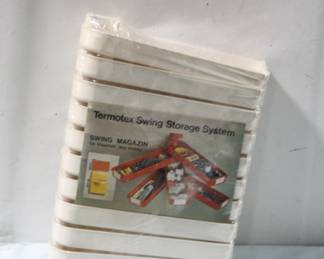 Termotex Swing Storage System
SWING MAGAZIN